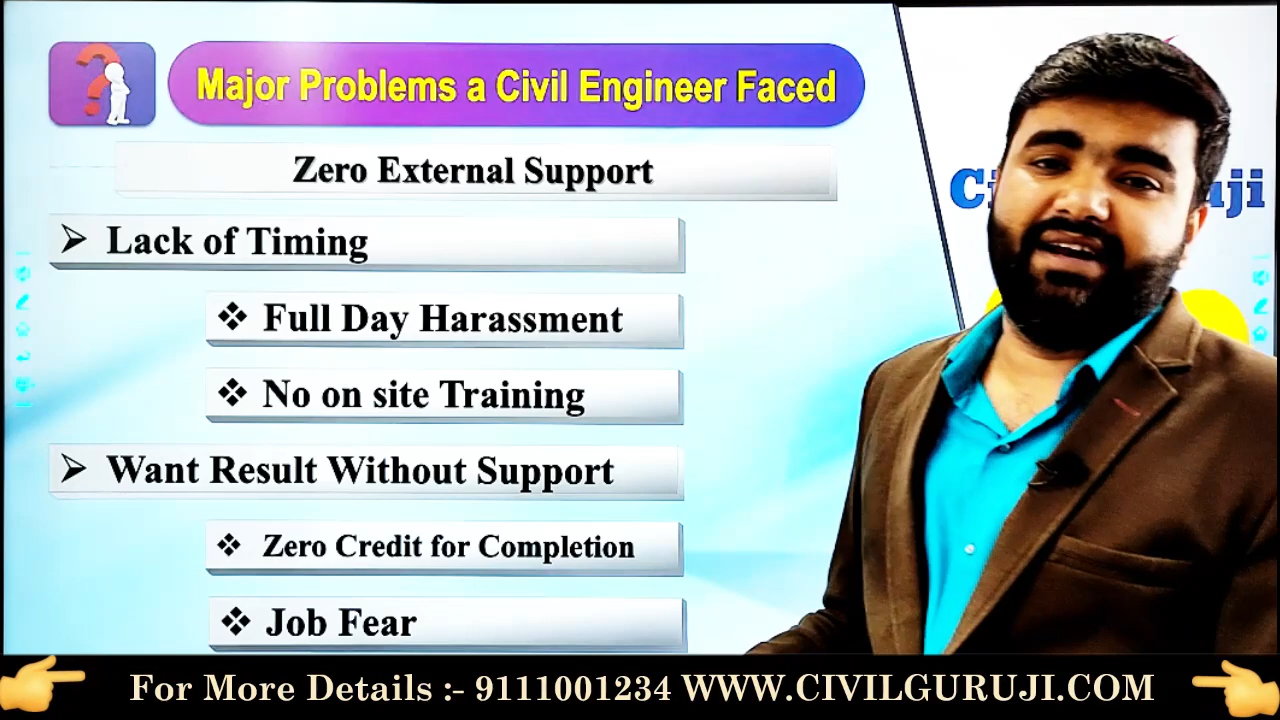 Major Problems a Civil Engineer Faced
Zero External Support
➢ Lack of Timing
❖ Full Day Harassment
❖ No on site Training
➢ Want Result Without Support
❖ Zero Credit for Completion
❖ Job Fear
For More Details :- 9111001234 WWW.CIVILGURUJI.COM